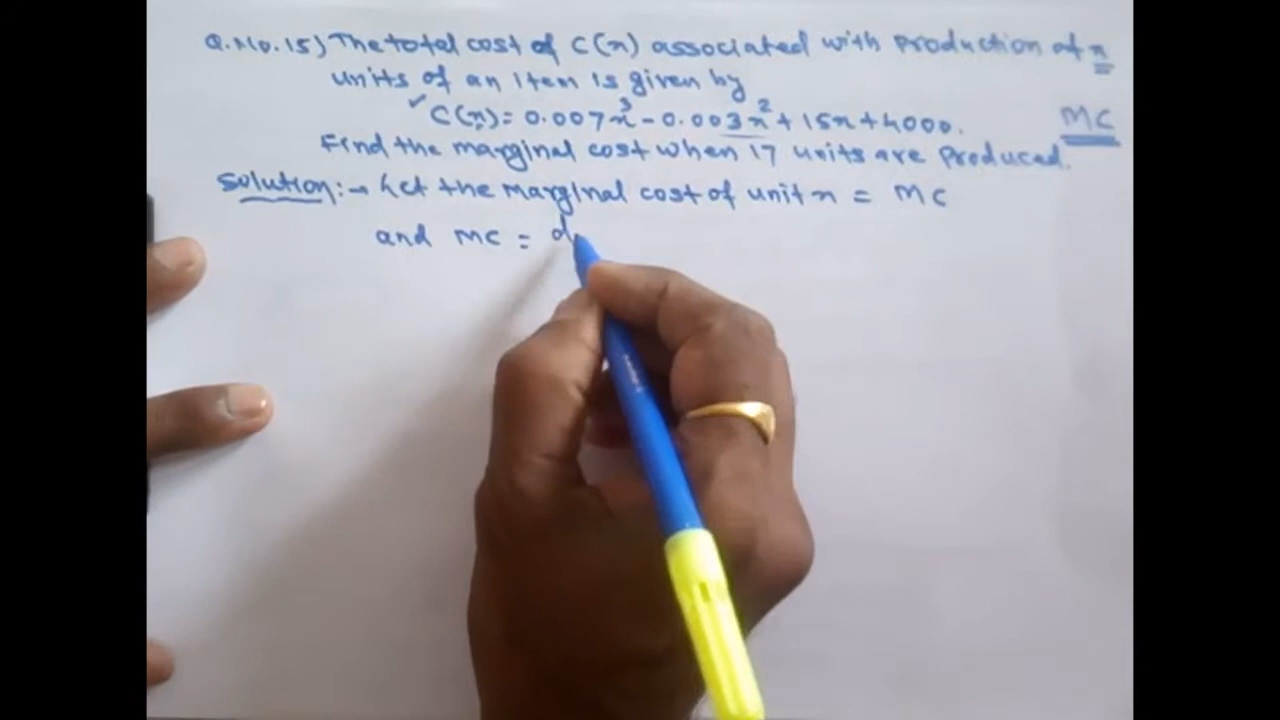 Q.N(0.15) The total cost of C(x) associated with production of x
units of an item is given by
C(x) = 0.007x³ - 0.003x² + 15x + 4000.
MC
Find the marginal cost when 17 units are produced.
Solution:→ Let the Marginal cost of unit x = MC
and MC = d